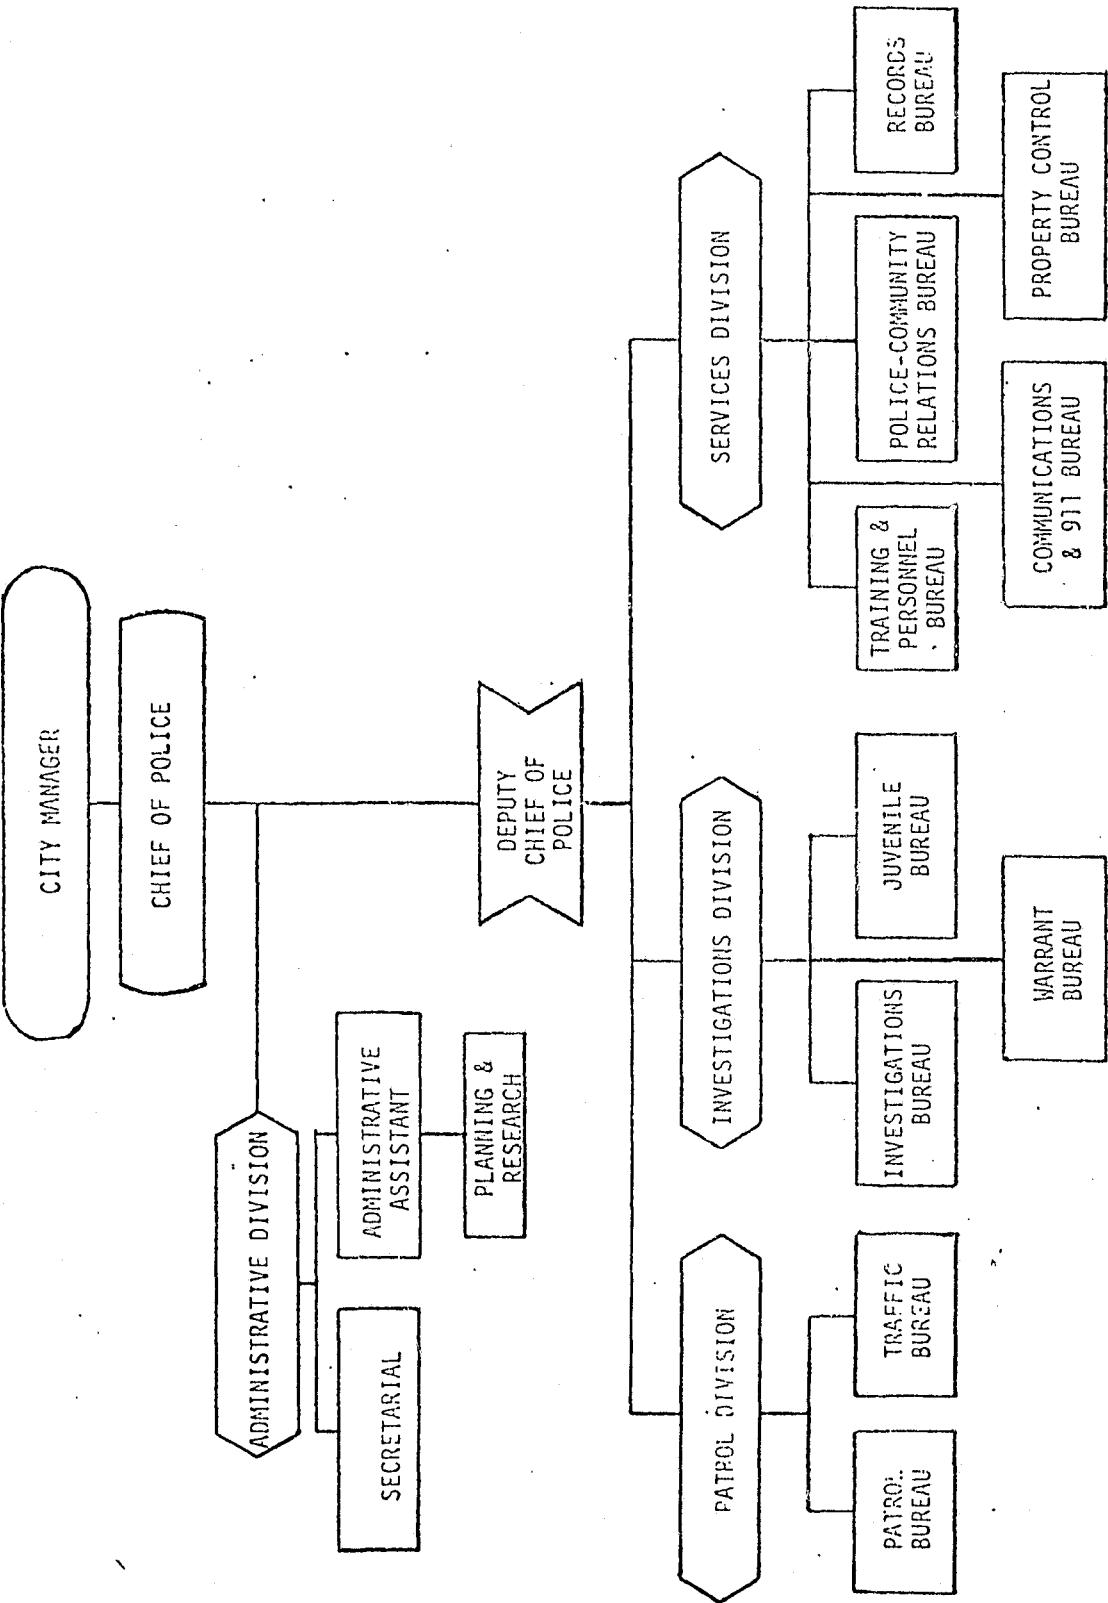 CITY MANAGER
CHIEF OF POLICE
ADMINISTRATIVE DIVISION
SECRETARIAL
ADMINISTRATIVE
ASSISTANT
PLANNING &
RESEARCH
DEPUTY
CHIEF OF
POLICE
PATROL DIVISION
INVESTIGATIONS DIVISION
SERVICES DIVISION
PATROL
BUREAU
TRAFFIC
BUREAU
INVESTIGATIONS
BUREAU
JUVENILE
BUREAU
WARRANT
BUREAU
TRAINING &
PERSONNEL
BUREAU
POLICE-COMMUNITY
RELATIONS BUREAU
RECORDS
BUREAU
COMMUNICATIONS
& 911 BUREAU
PROPERTY CONTROL
BUREAU